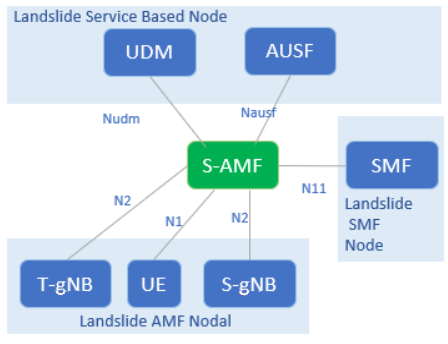 Landslide Service Based Node
UDM
AUSF
Nudm
Nausf
S-AMF
SMF
N11
Landslide
SMF
Node
N2
N1
N2
T-gNB
UE
S-gNB
Landslide AMF Nodal